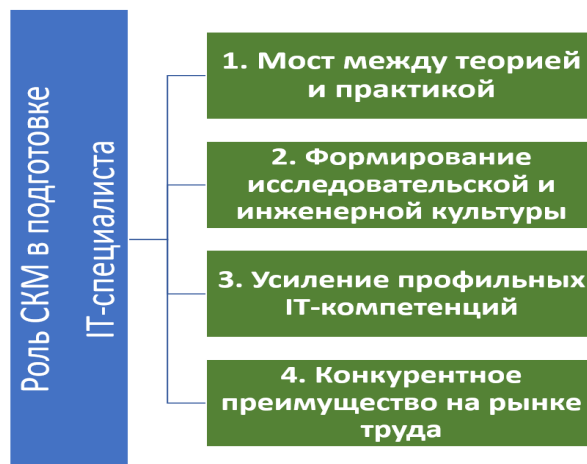 Роль СКМ в подготовке
IT-специалиста
1. Мост между теорией
и практикой
2. Формирование
исследовательской и
инженерной культуры
3. Усиление профильных
IT-компетенций
4. Конкурентное
преимущество на рынке
труда